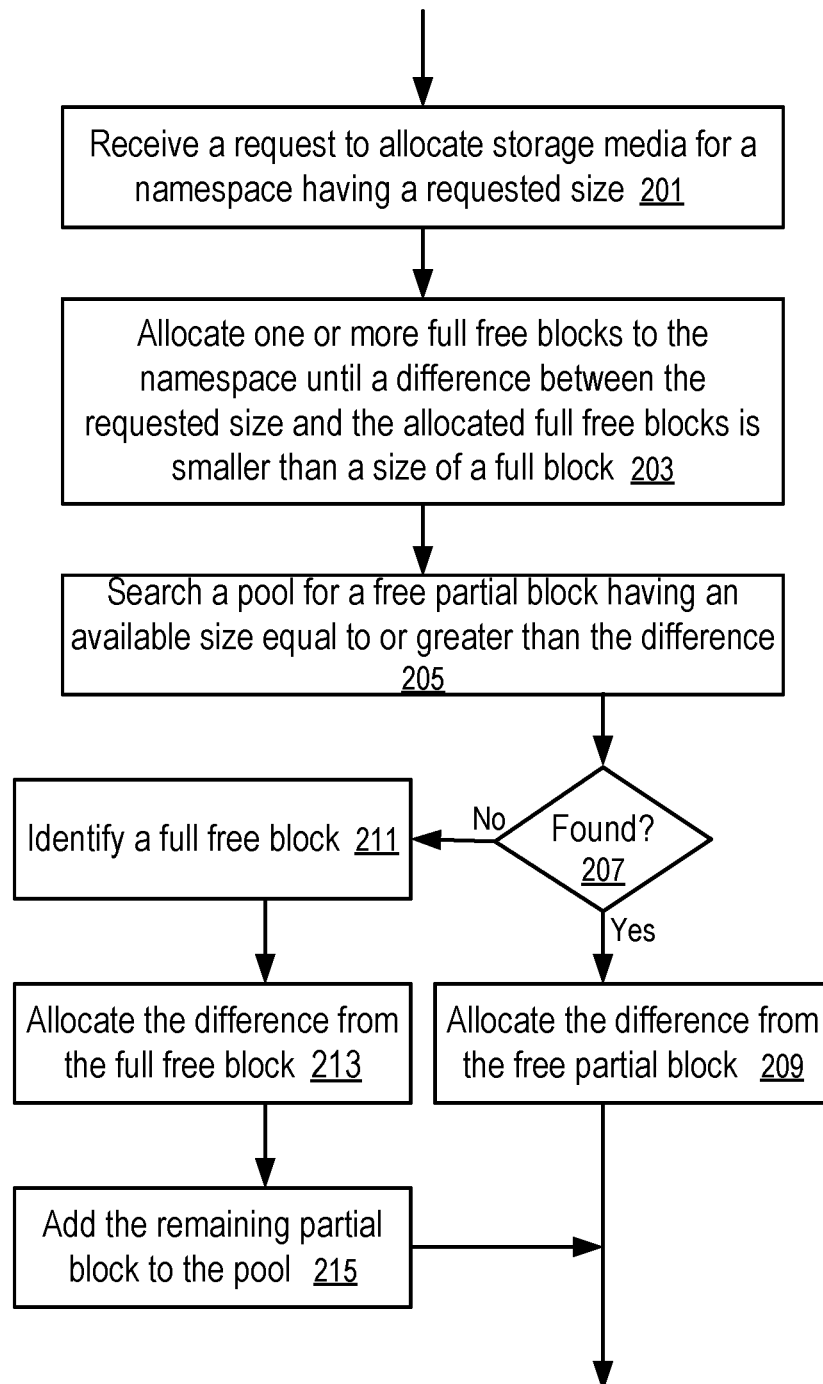 Receive a request to allocate storage media for a
namespace having a requested size 201
Allocate one or more full free blocks to the
namespace until a difference between the
requested size and the allocated full free blocks is
smaller than a size of a full block 203
Search a pool for a free partial block having an
available size equal to or greater than the difference
205
Found?
207
No
Yes
Identify a full free block 211
Allocate the difference from
the full free block 213
Allocate the difference from
the free partial block 209
Add the remaining partial
block to the pool 215